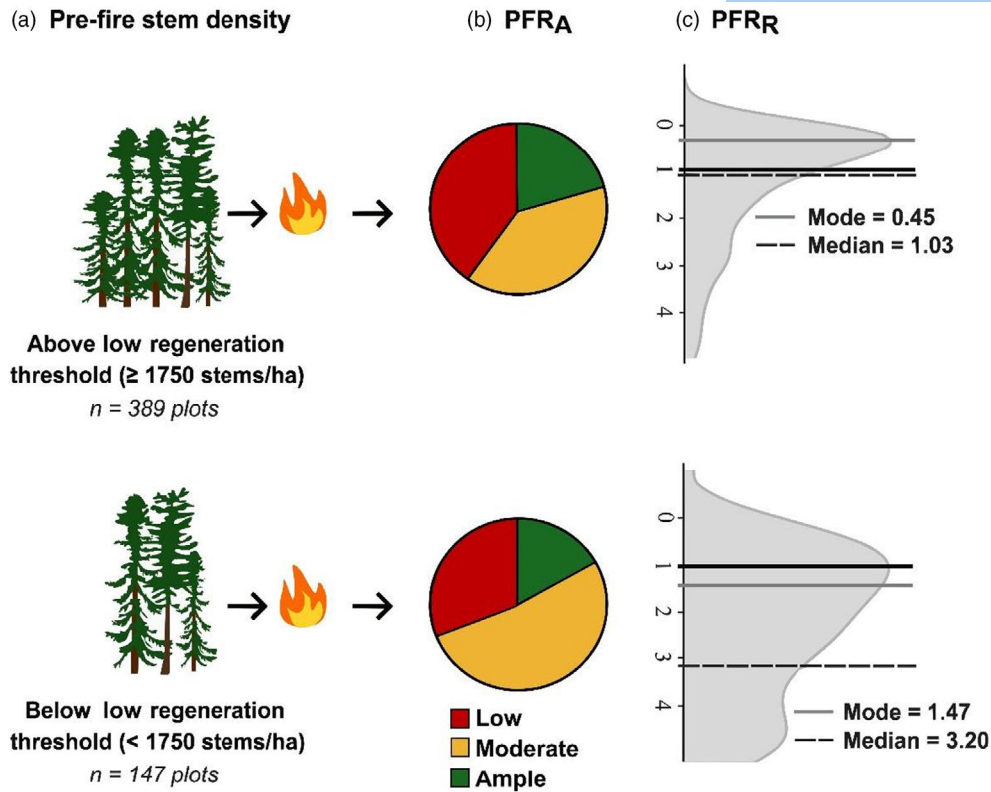 (a) Pre-fire stem density
(b) PFRA
(c) PFRR
0
1
2
3
4
Mode = 0.45
Median = 1.03
Above low regeneration
threshold (≥ 1750 stems/ha)
n = 389 plots
0
1
2
3
4
Mode = 1.47
Median = 3.20
Below low regeneration
threshold (< 1750 stems/ha)
n = 147 plots
Low
Moderate
Ample